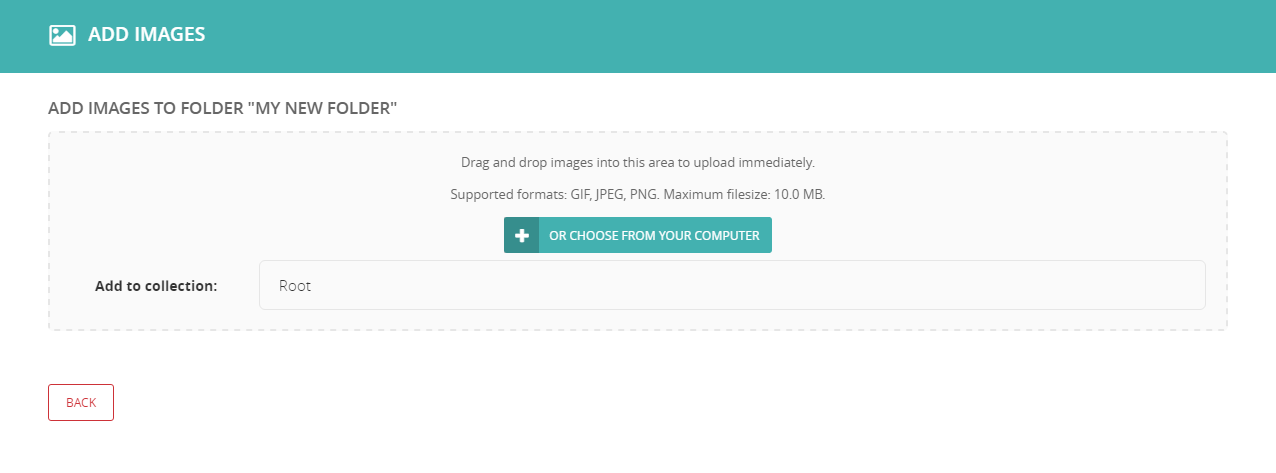 ADD IMAGES
ADD IMAGES TO FOLDER "MY NEW FOLDER"
Drag and drop images into this area to upload immediately.
Supported formats: GIF, JPEG, PNG. Maximum filesize: 10.0 MB.
OR CHOOSE FROM YOUR COMPUTER
Add to collection: Root
BACK